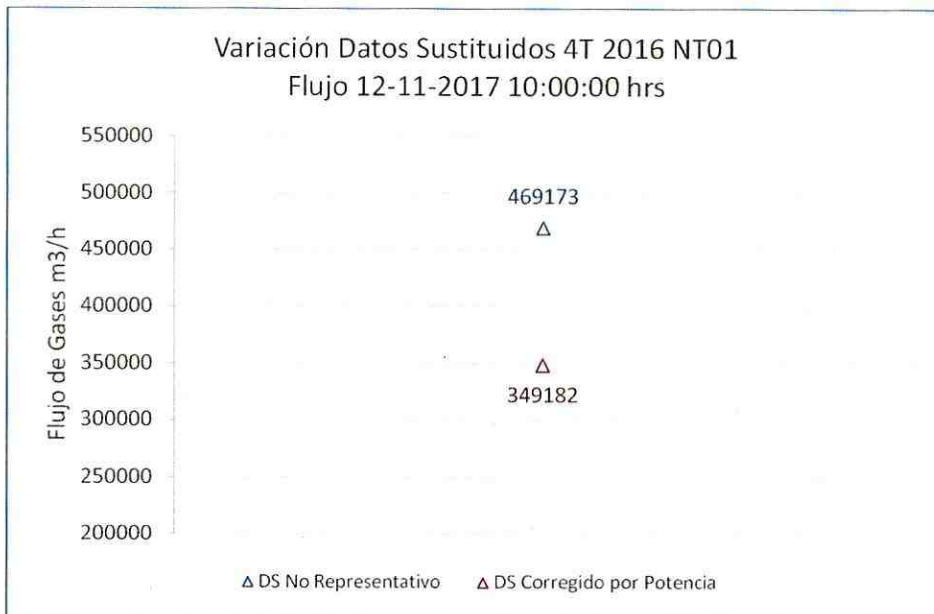 Variación Datos Sustituidos 4T 2016 NT01
Flujo 12-11-2017 10:00:00 hrs
Flujo de Gases m3/h
550000
500000
450000
400000
350000
300000
250000
200000
469173
349182
DS No Representativo
DS Corregido por Potencia